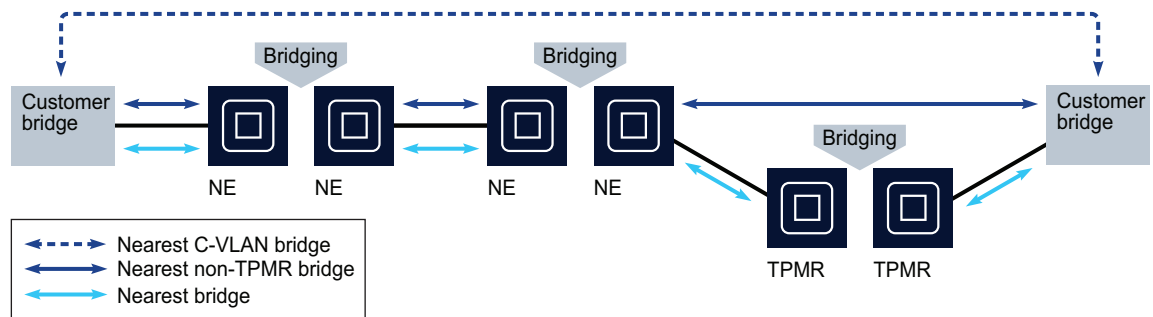 Bridging
Bridging
Customer
bridge
Customer
bridge
Bridging
NE
NE
NE
NE
TPMR
TPMR
Nearest C-VLAN bridge
Nearest non-TPMR bridge
Nearest bridge